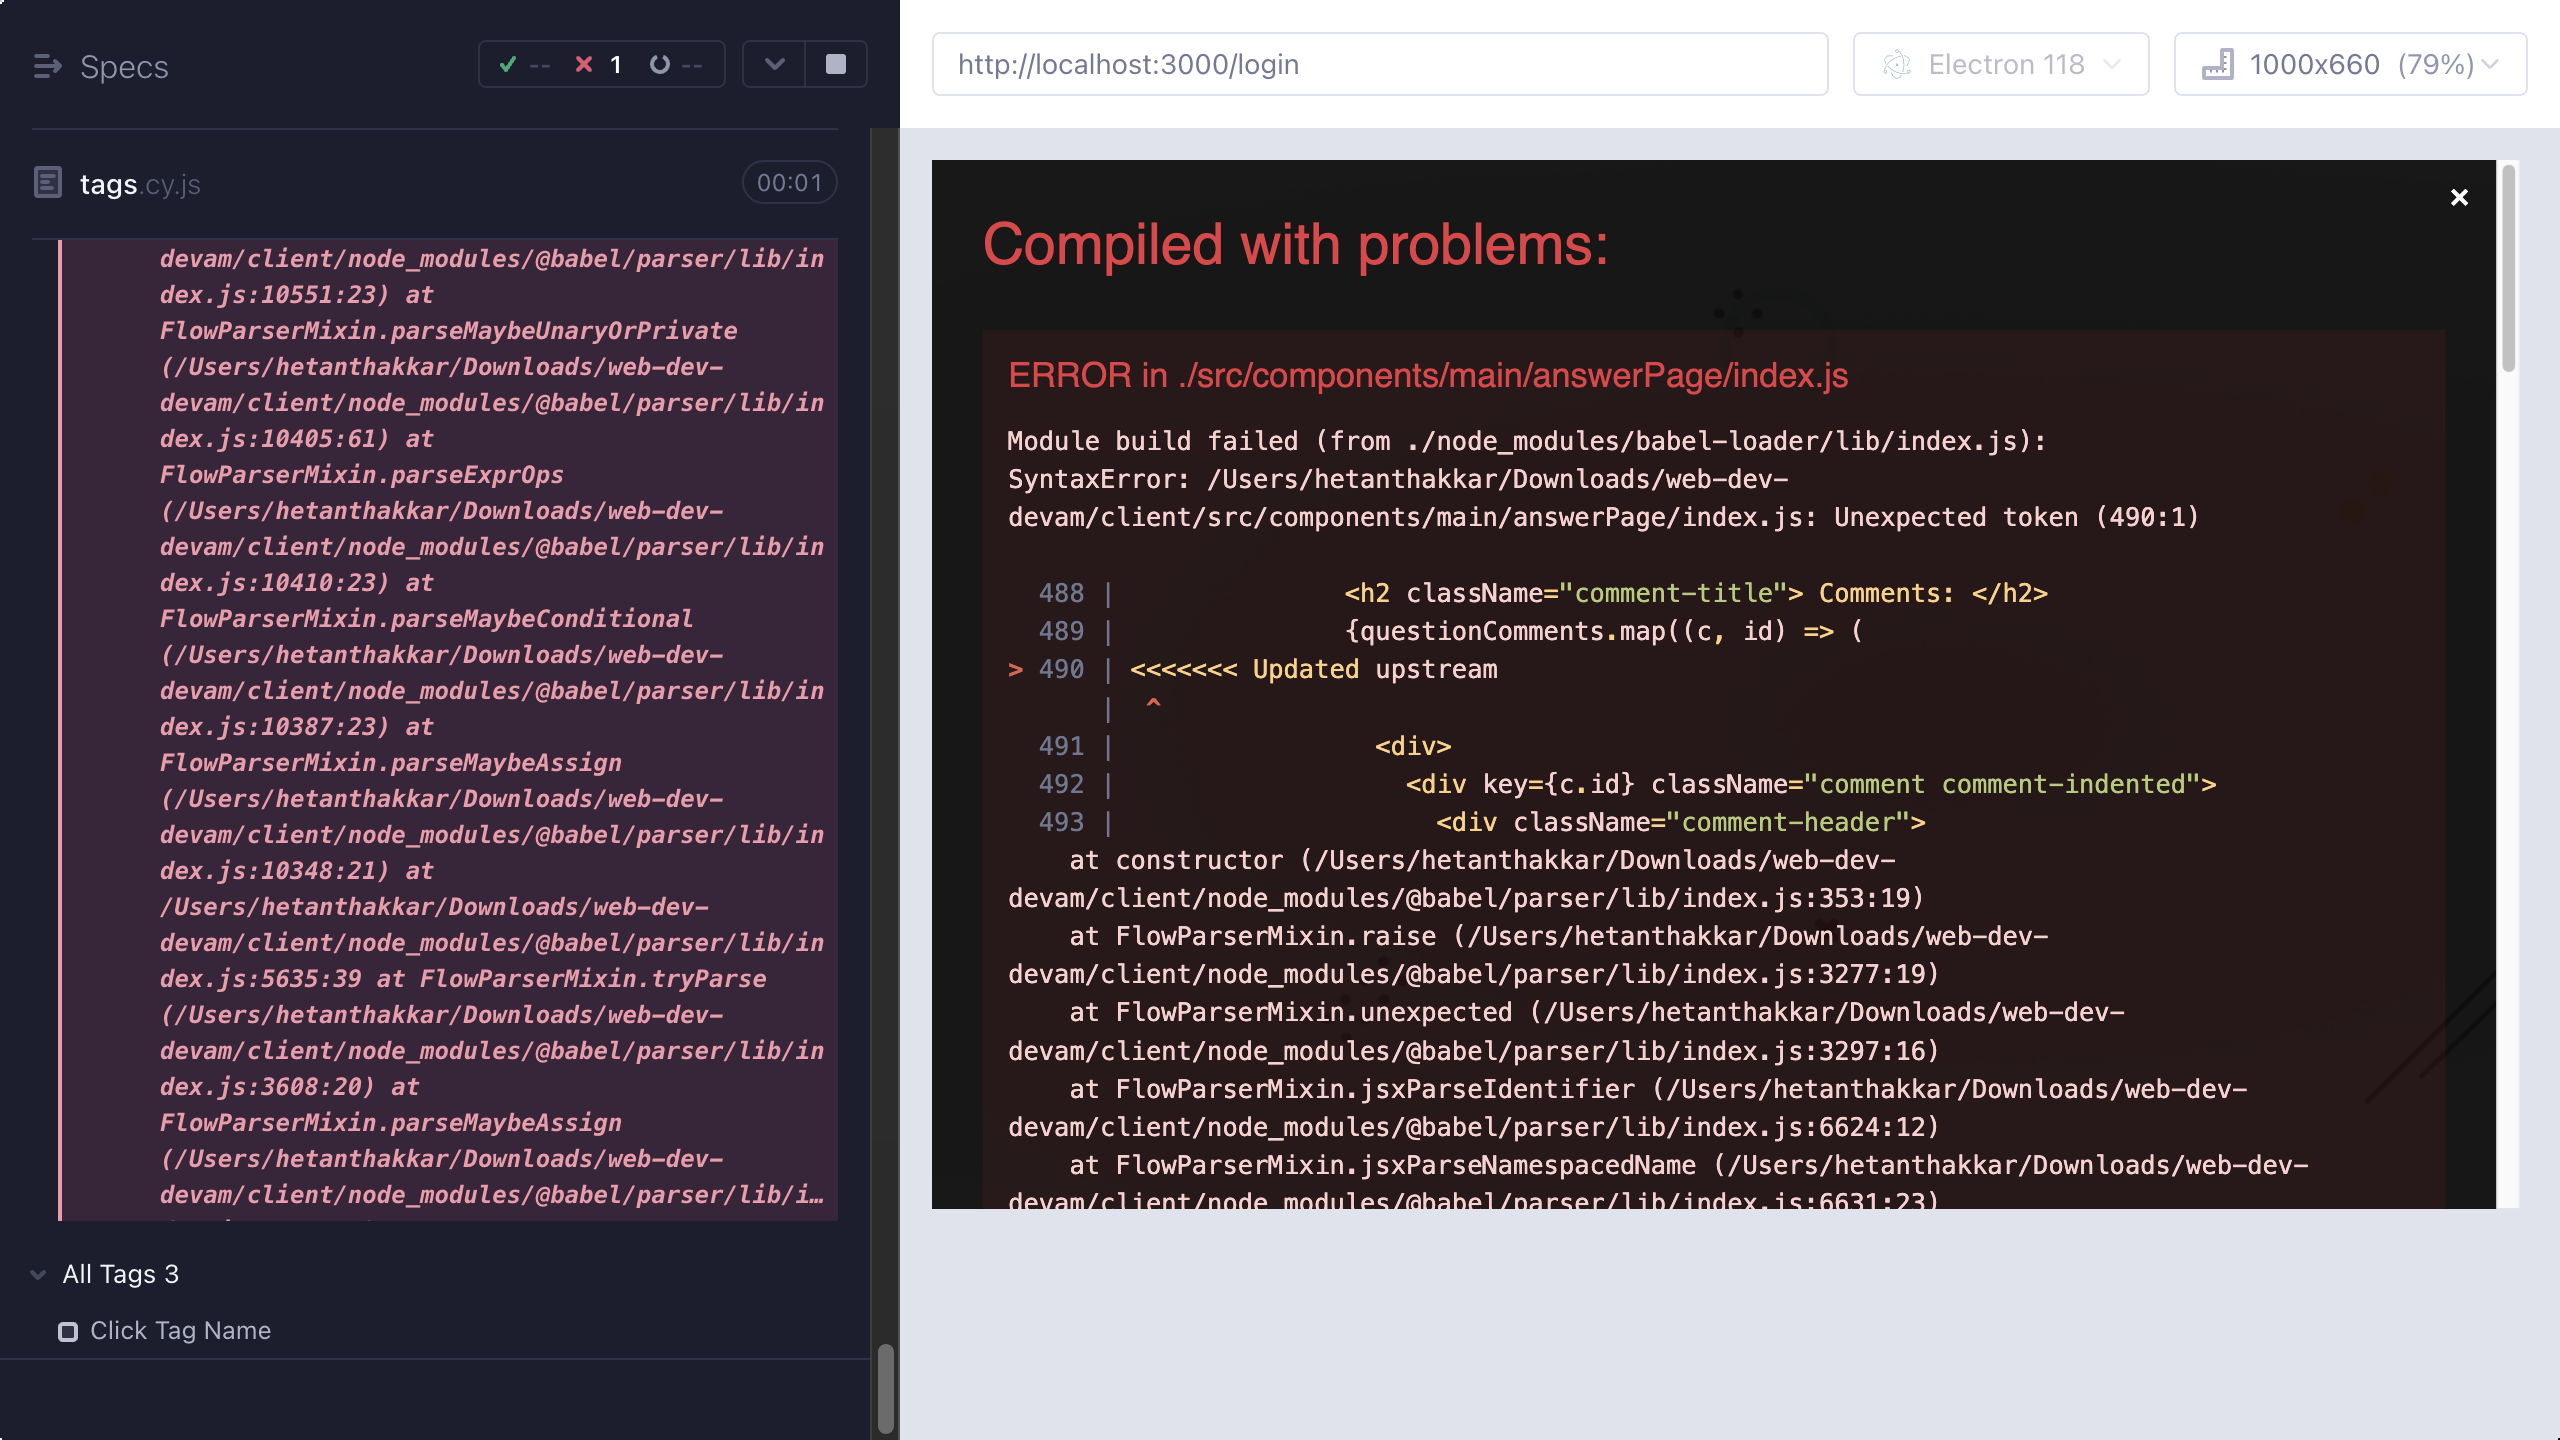 Specs
-- 1 --
tags.cy.js
00:01
devam/client/node_modules/@babel/parser/lib/in
dex.js:10551:23) at
FlowParserMixin.parseMaybeUnaryOrPrivate
(/Users/hetanthakkar/Downloads/web-dev-
devam/client/node_modules/@babel/parser/lib/in
dex.js:10405:61) at
FlowParserMixin.parseExprOps
(/Users/hetanthakkar/Downloads/web-dev-
devam/client/node_modules/@babel/parser/lib/in
dex.js:10410:23) at
FlowParserMixin.parseMaybeConditional
(/Users/hetanthakkar/Downloads/web-dev-
devam/client/node_modules/@babel/parser/lib/in
dex.js:10387:23) at
FlowParserMixin.parseMaybeAssign
(/Users/hetanthakkar/Downloads/web-dev-
devam/client/node_modules/@babel/parser/lib/in
dex.js:10348:21) at
/Users/hetanthakkar/Downloads/web-dev-
devam/client/node_modules/@babel/parser/lib/in
dex.js:5635:39 at FlowParserMixin.tryParse
(/Users/hetanthakkar/Downloads/web-dev-
devam/client/node_modules/@babel/parser/lib/in
dex.js:3608:20) at
FlowParserMixin.parseMaybeAssign
(/Users/hetanthakkar/Downloads/web-dev-
devam/client/node_modules/@babel/parser/lib/i…
All Tags 3
Click Tag Name
http://localhost:3000/login
Electron 118
1000x660 (79%)
Compiled with problems:
ERROR in ./src/components/main/answerPage/index.js
Module build failed (from ./node_modules/babel-loader/lib/index.js):
SyntaxError: /Users/hetanthakkar/Downloads/web-dev-
devam/client/src/components/main/answerPage/index.js: Unexpected token (490:1)
488 | <h2 className="comment-title"> Comments: </h2>
489 | {questionComments.map((c, id) => (
> 490 | <<<<<<< Updated upstream
| ^
491 | <div>
492 | <div key={c.id} className="comment comment-indented">
493 | <div className="comment-header">
at constructor (/Users/hetanthakkar/Downloads/web-dev-
devam/client/node_modules/@babel/parser/lib/index.js:353:19)
at FlowParserMixin.raise (/Users/hetanthakkar/Downloads/web-dev-
devam/client/node_modules/@babel/parser/lib/index.js:3277:19)
at FlowParserMixin.unexpected (/Users/hetanthakkar/Downloads/web-dev-
devam/client/node_modules/@babel/parser/lib/index.js:3297:16)
at FlowParserMixin.jsxParseIdentifier (/Users/hetanthakkar/Downloads/web-dev-
devam/client/node_modules/@babel/parser/lib/index.js:6624:12)
at FlowParserMixin.jsxParseNamespacedName (/Users/hetanthakkar/Downloads/web-dev-
devam/client/node_modules/@babel/parser/lib/index.js:6631:23)